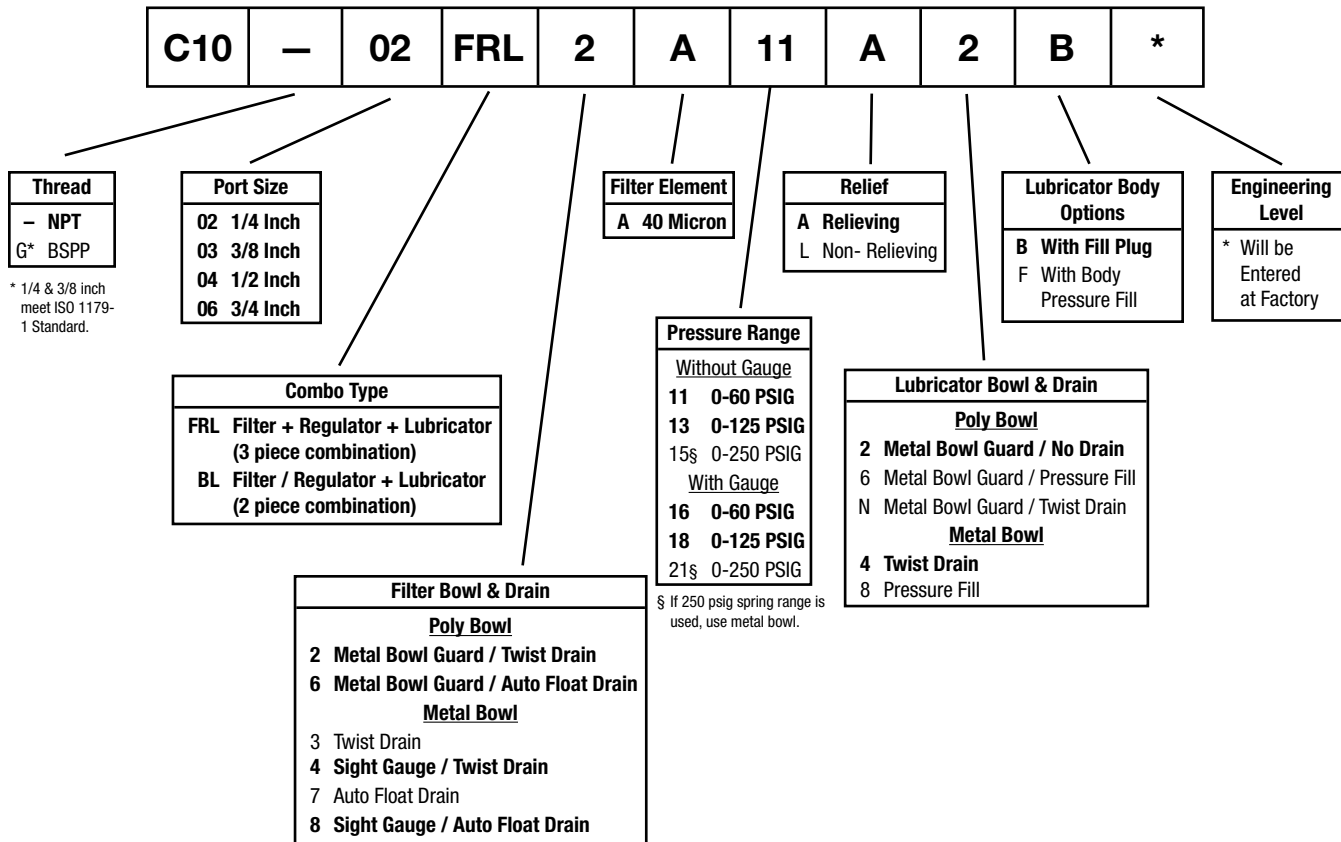 C10 – 02 FRL 2 A 11 A 2 B *
Thread
– NPT
G* BSPP
* 1/4 & 3/8 inch
meet ISO 1179-
1 Standard.
Port Size
02 1/4 Inch
03 3/8 Inch
04 1/2 Inch
06 3/4 Inch
Combo Type
FRL Filter + Regulator + Lubricator
(3 piece combination)
BL Filter / Regulator + Lubricator
(2 piece combination)
Filter Bowl & Drain
Poly Bowl
2 Metal Bowl Guard / Twist Drain
6 Metal Bowl Guard / Auto Float Drain
Metal Bowl
3 Twist Drain
4 Sight Gauge / Twist Drain
7 Auto Float Drain
8 Sight Gauge / Auto Float Drain
Filter Element
A 40 Micron
Pressure Range
Without Gauge
11 0-60 PSIG
13 0-125 PSIG
15§ 0-250 PSIG
With Gauge
16 0-60 PSIG
18 0-125 PSIG
21§ 0-250 PSIG
§ If 250 psig spring range is
used, use metal bowl.
Relief
A Relieving
L Non- Relieving
Lubricator Bowl & Drain
Poly Bowl
2 Metal Bowl Guard / No Drain
6 Metal Bowl Guard / Pressure Fill
N Metal Bowl Guard / Twist Drain
Metal Bowl
4 Twist Drain
8 Pressure Fill
Lubricator Body
Options
B With Fill Plug
F With Body
Pressure Fill
Engineering
Level
* Will be
Entered
at Factory